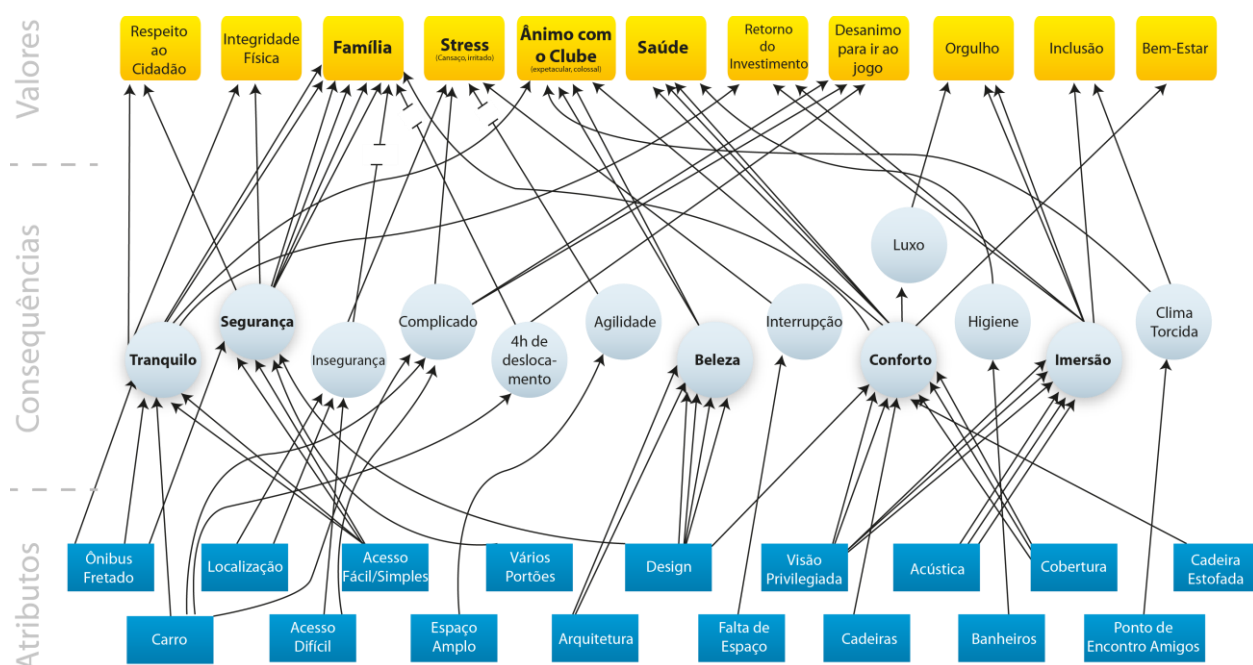 Valores
Respeito
ao
Cidadão
Integridade
Física
Família
Stress
(Cansaço, irritado)
Ânimo com
o Clube
(expetacular, colossal)
Saúde
Retorno
do
Investimento
Desanimo
para ir ao
jogo
Orgulho
Inclusão
Bem-Estar
Consequências
Luxo
Tranquilo
Segurança
Insegurança
Complicado
4h de
desloca-
mento
Agilidade
Beleza
Interrupção
Conforto
Higiene
Imersão
Clima
Torcida
Atributos
Ônibus
Fretado
Localização
Acesso
Fácil/Simples
Vários
Portões
Design
Visão
Privilegiada
Acústica
Cobertura
Cadeira
Estofada
Carro
Acesso
Difícil
Espaço
Amplo
Arquitetura
Falta de
Espaço
Cadeiras
Banheiros
Ponto de
Encontro Amigos